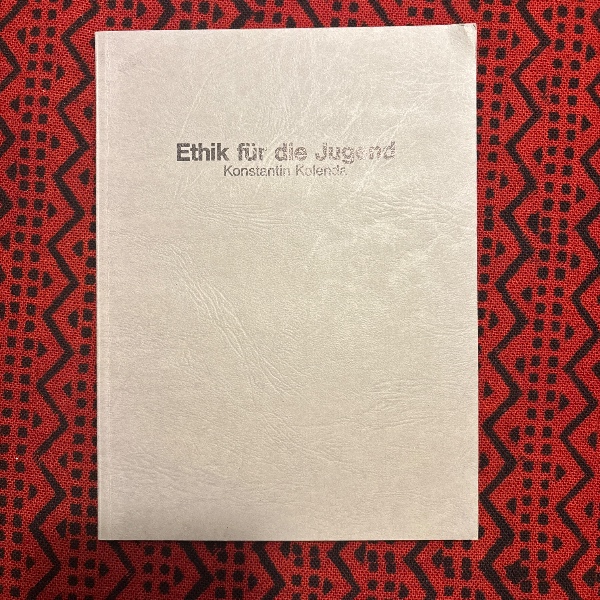 Ethik für die Jugend
Konstantin Kolenda